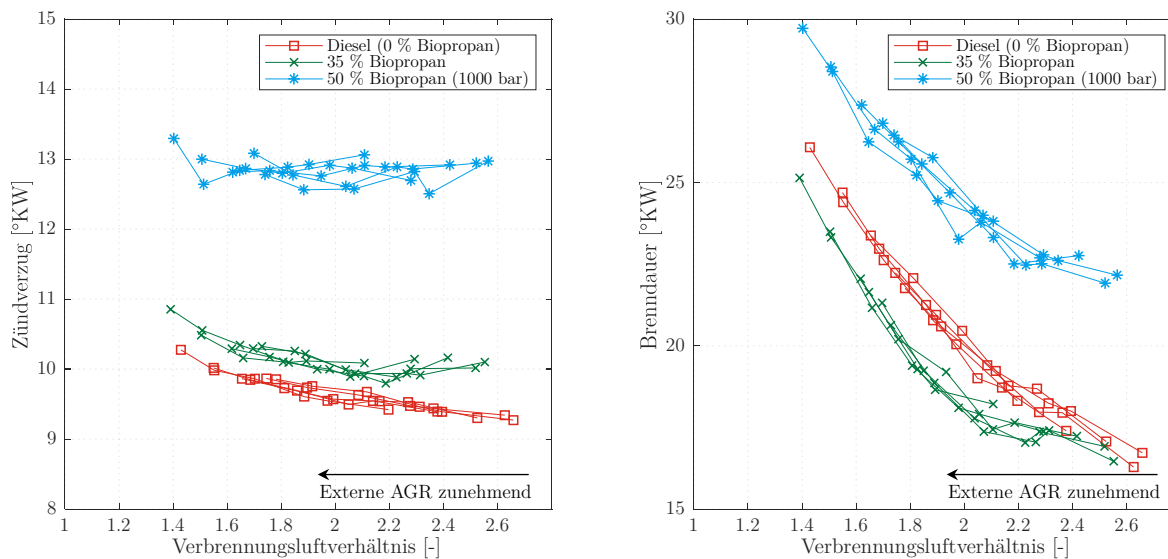 15
14
13
12
11
10
9
8
Zündverzug [°KW]
Diesel (0 % Biopropan)
35 % Biopropan
50 % Biopropan (1000 bar)
Externe AGR zunehmend
1 1.2 1.4 1.6 1.8 2 2.2 2.4 2.6
Verbrennungsluftverhältnis [-]
30
25
20
15
Brenndauer [°KW]
Diesel (0 % Biopropan)
35 % Biopropan
50 % Biopropan (1000 bar)
Externe AGR zunehmend
1 1.2 1.4 1.6 1.8 2 2.2 2.4 2.6
Verbrennungsluftverhältnis [-]